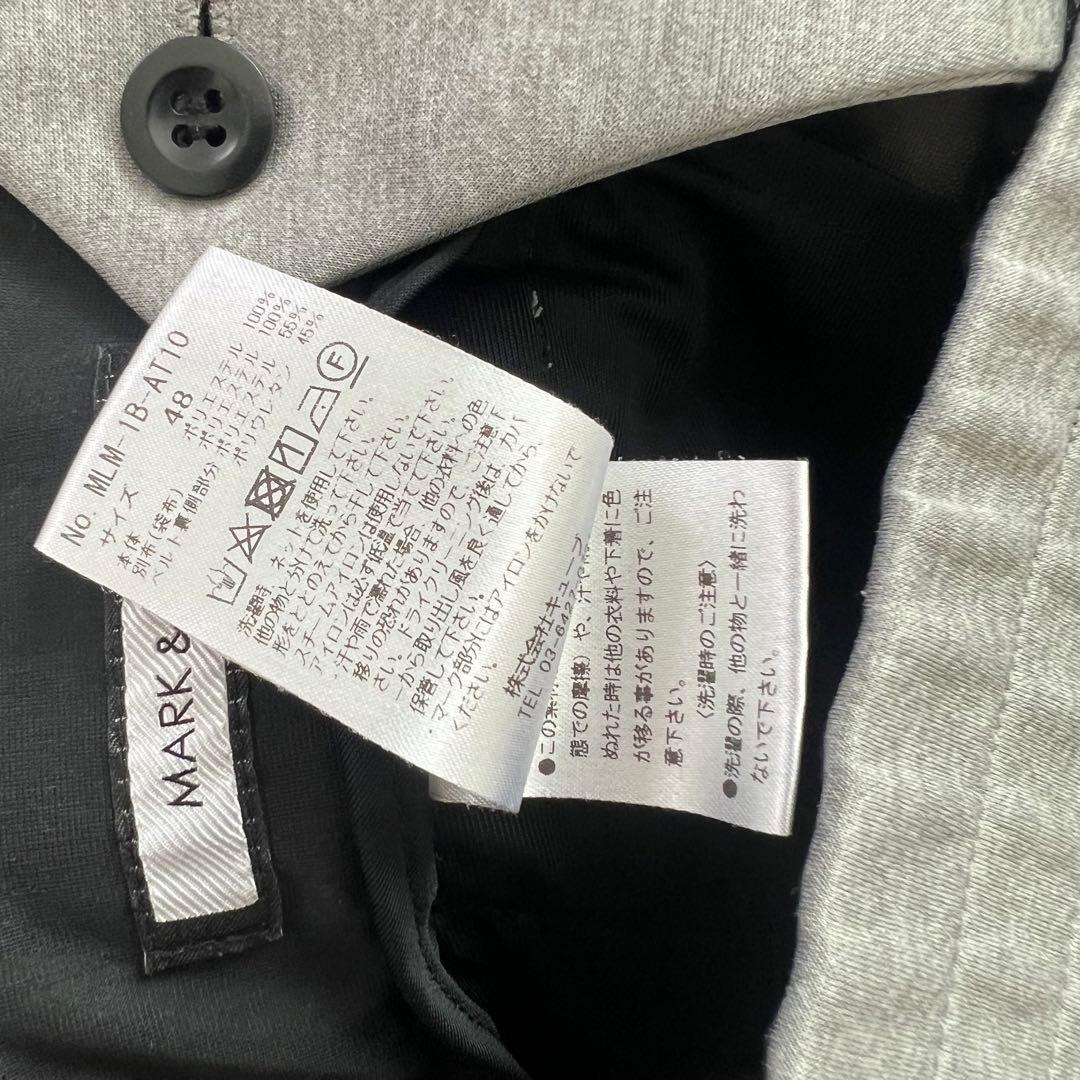 No. MLM-1B-AT10
サイズ 48
本体 ポリエステル 100%
別布(袋布) ポリエステル 100%
ベルト裏側部分 ポリエステル 55%
ポリウレタン 45%
F
洗濯時、ネットを使用して下さい。
他の物と分けて洗って下さい。
形をととのえてから干して下さい。
スチームアイロンは使用しないで下さい。
アイロンは必ず低温で当てて下さい。
汗や雨で濡れた場合、他の衣料への色
移りの恐れがありますので、ご注意下
さい。ドライクリーニング後は、カバ
ーから取り出し風を良く通してから、
保管して下さい。
マーク部分にはアイロンをかけないで
ください。
株式会社キューブ
TEL 03-6427-
●この素
態での摩擦)や、汗や
ぬれた時は他の衣料や下着に色
が移る事がありますので、ご注
意下さい。
〈洗濯時のご注意〉
●洗濯の際、他の物と一緒に洗わ
ないで下さい。
MARK &